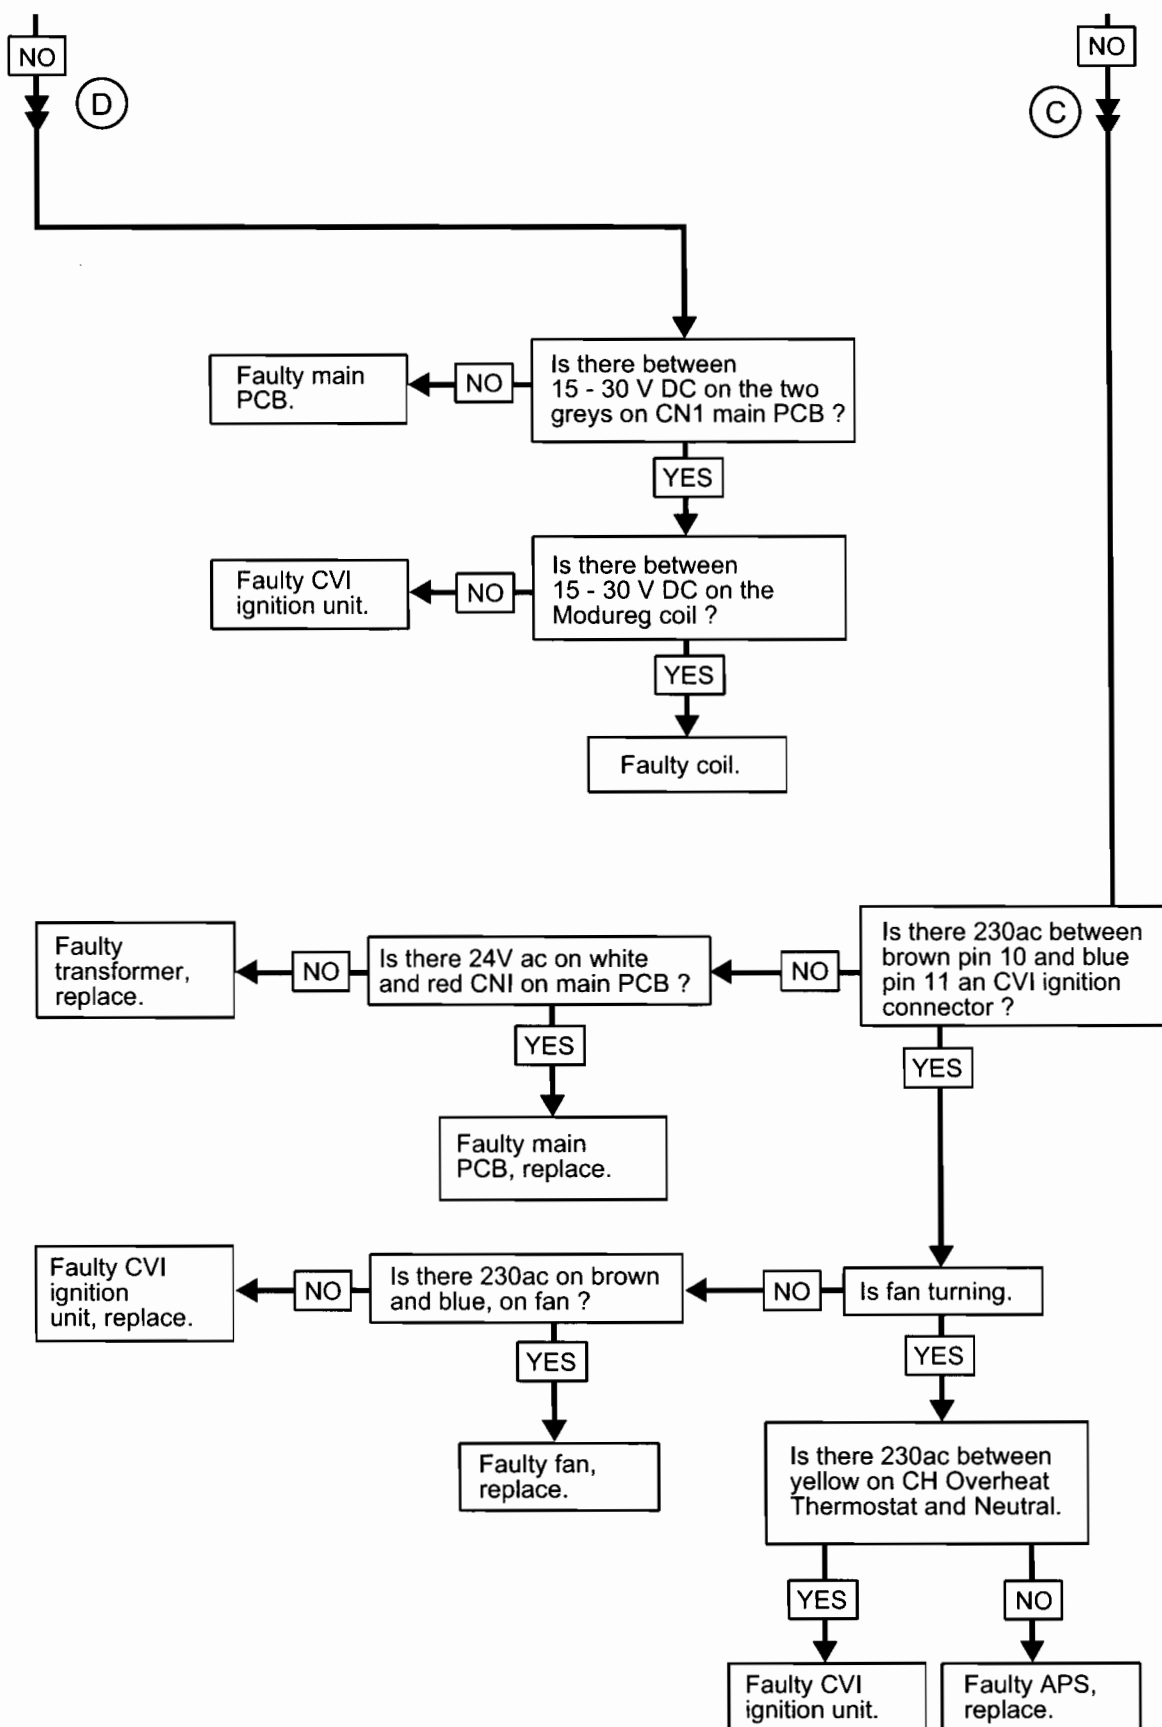 NO
D
NO
C
Is there between
15 - 30 V DC on the two
greys on CN1 main PCB ?
NO
Faulty main
PCB.
YES
Is there between
15 - 30 V DC on the
Modureg coil ?
NO
Faulty CVI
ignition unit.
YES
Faulty coil.
Is there 230ac between
brown pin 10 and blue
pin 11 an CVI ignition
connector ?
NO
Is there 24V ac on white
and red CNI on main PCB ?
NO
Faulty
transformer,
replace.
YES
Faulty main
PCB, replace.
YES
Is fan turning.
NO
Is there 230ac on brown
and blue, on fan ?
NO
Faulty CVI
ignition
unit, replace.
YES
Faulty fan,
replace.
YES
Is there 230ac between
yellow on CH Overheat
Thermostat and Neutral.
YES
NO
Faulty CVI
ignition unit.
Faulty APS,
replace.